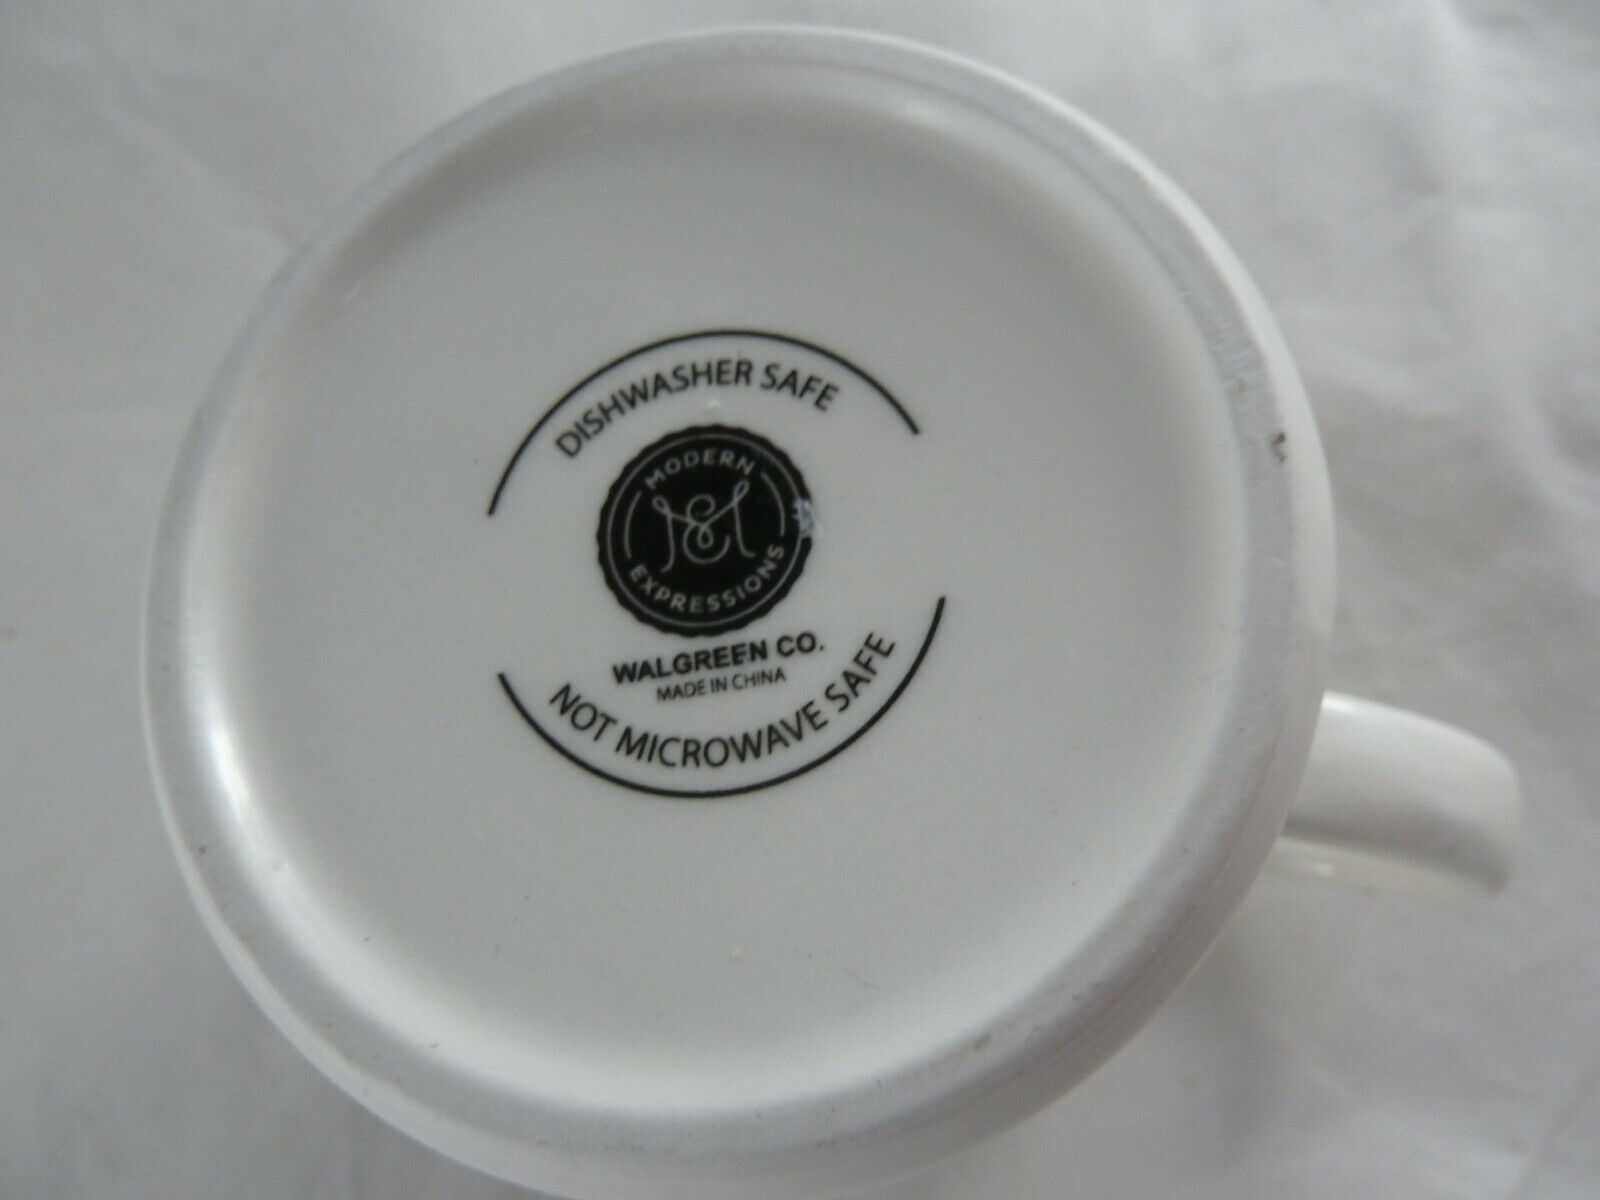 DISHWASHER SAFE
MODERN
M&E
EXPRESSIONS
WALGREEN CO.
MADE IN CHINA
NOT MICROWAVE SAFE